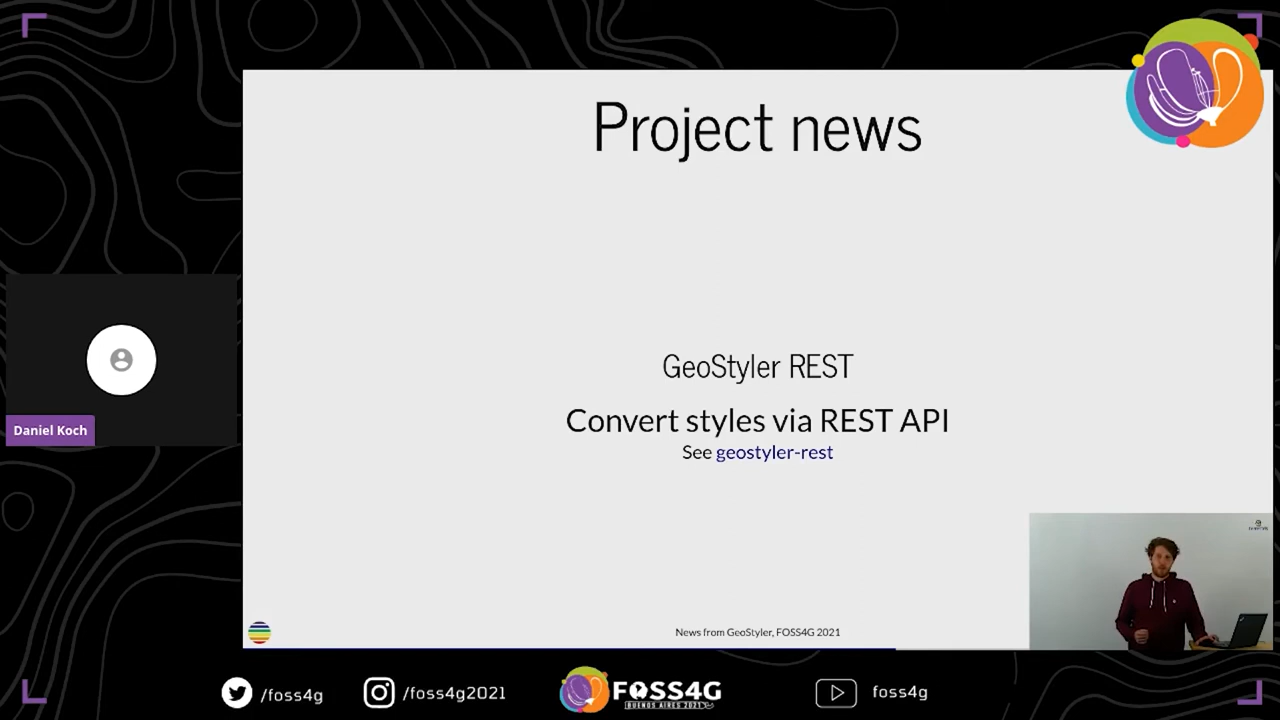 Project news
GeoStyler REST
Convert styles via REST API
See geostyler-rest
Daniel Koch
News from GeoStyler, FOSS4G 2021
/foss4g
/foss4g2021
FOSS4G
BUENOS AIRES 2021
foss4g